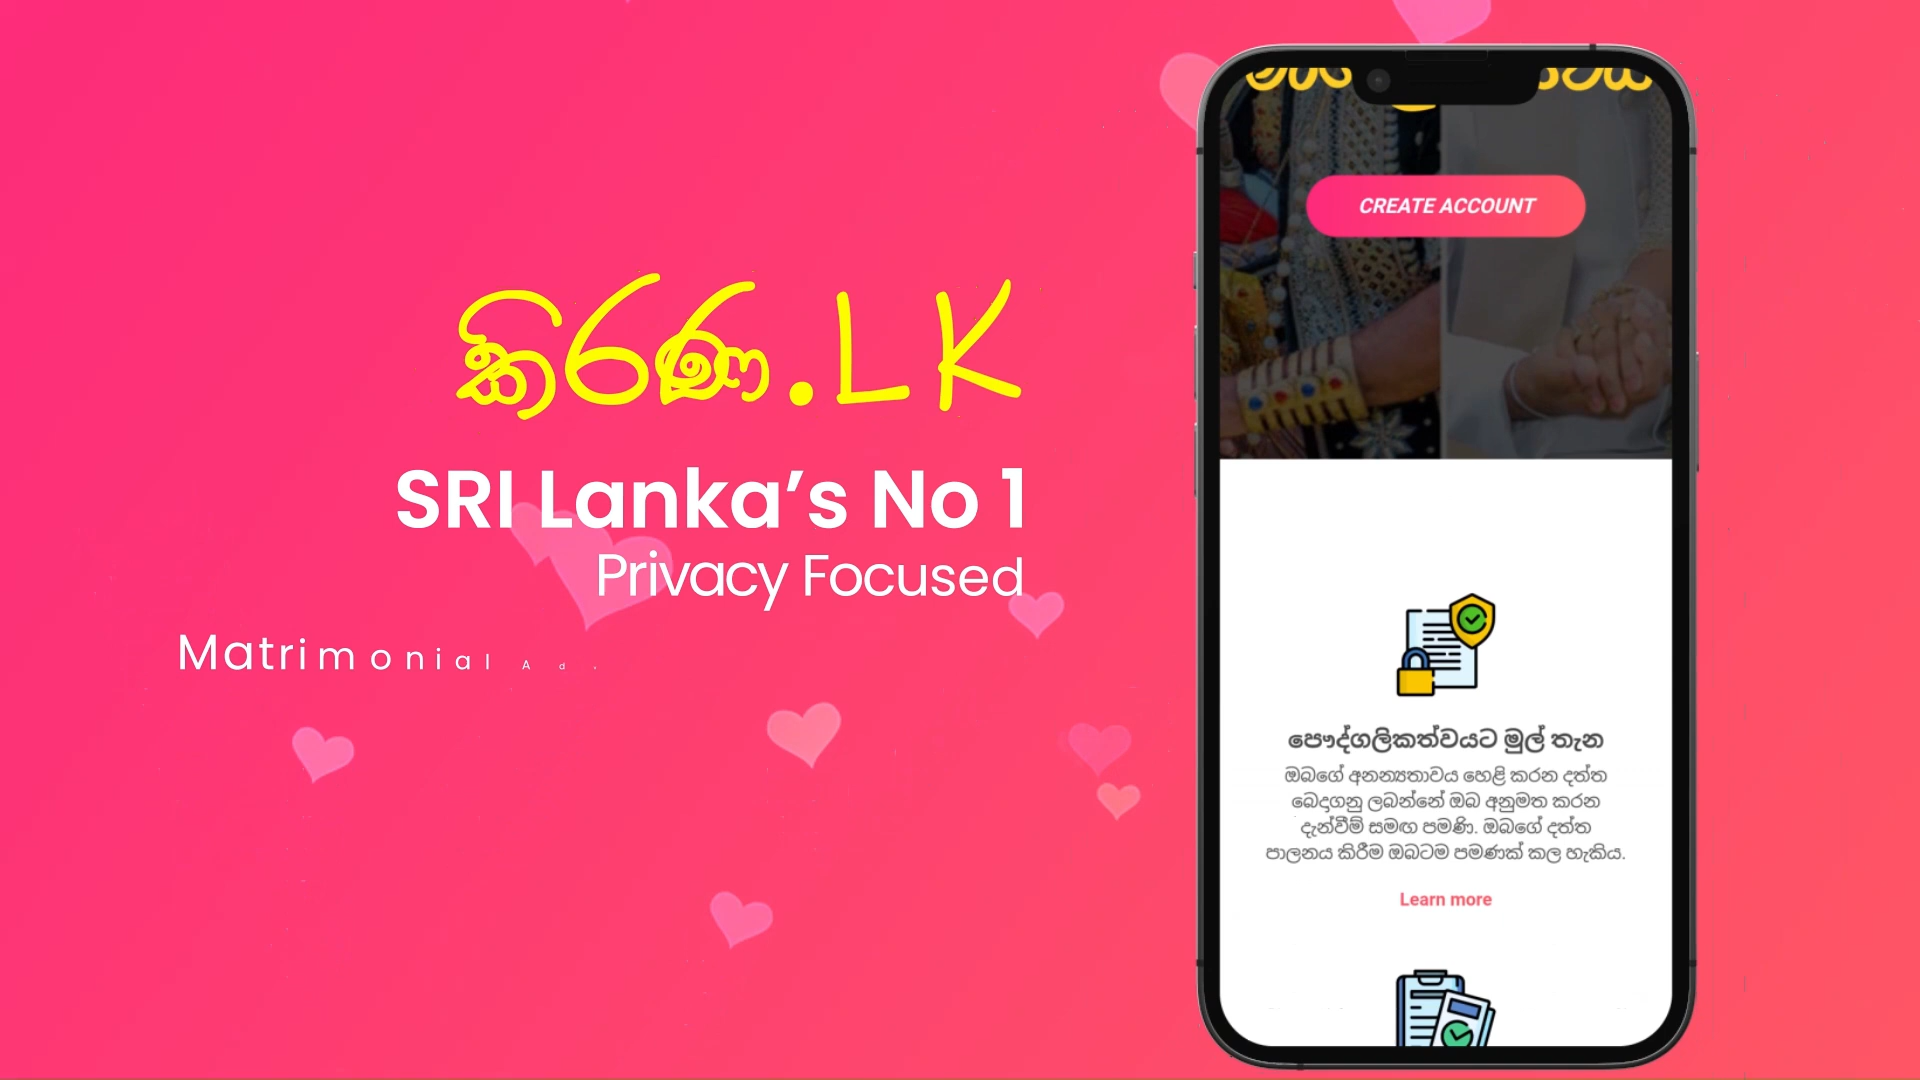 කිරණ.LK
SRI Lanka’s No 1
Privacy Focused
Matrimonial Ad.
CREATE ACCOUNT
පෞද්ගලිකත්වයට මුල් තැන
ඔබගේ අනන්‍යතාවය හෙළි කරන දත්ත
බෙදාගනු ලබන්නේ ඔබ අනුමත කරන
දැන්වීම් සමඟ පමණි. ඔබගේ දත්ත
පාලනය කිරීම ඔබටම පමණක් කල හැකිය.
Learn more